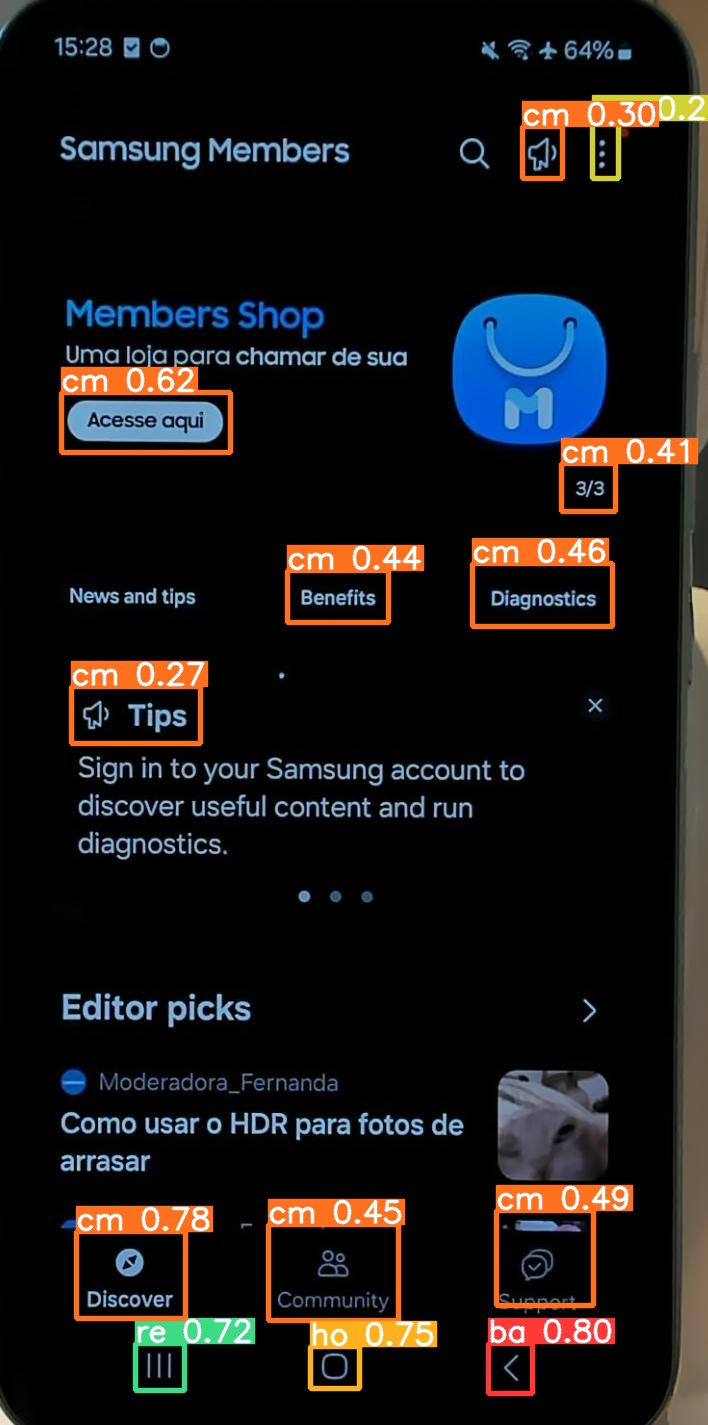 15:28
64%
cm 0.30
0.2
Samsung Members
Members Shop
Uma loja para chamar de sua
cm 0.62
Acesse aqui
cm 0.41
3/3
cm 0.44
cm 0.46
News and tips
Benefits
Diagnostics
cm 0.27
Tips
Sign in to your Samsung account to
discover useful content and run
diagnostics.
Editor picks
Moderadora_Fernanda
Como usar o HDR para fotos de
arrasar
cm 0.78
cm 0.45
cm 0.49
Discover
Community
Support
re 0.72
ho 0.75
ba 0.80